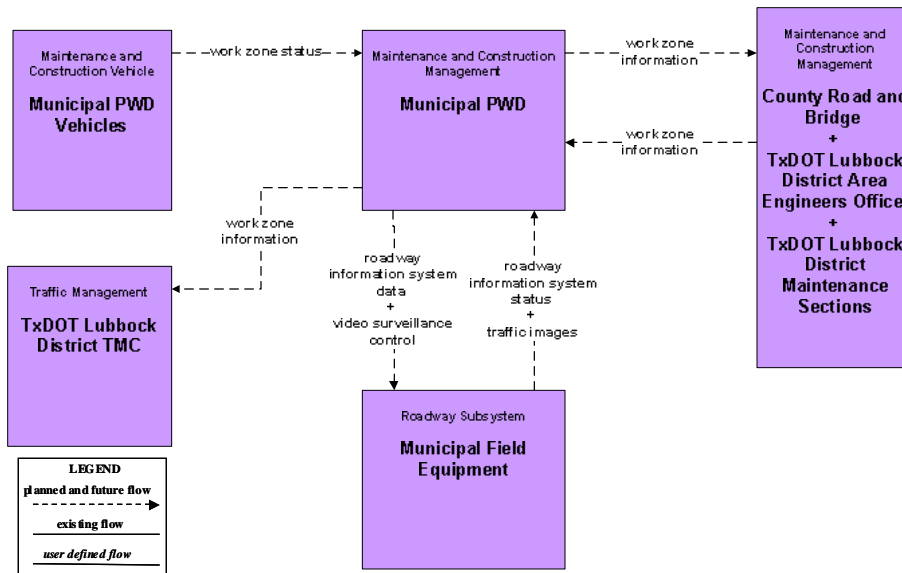 Maintenance and
Construction Vehicle
Municipal PWD
Vehicles
work zone status
Maintenance and Construction
Management
Municipal PWD
work zone
information
work zone
information
Maintenance and
Construction
Management
County Road and
Bridge
+
TxDOT Lubbock
District Area
Engineers Office
+
TxDOT Lubbock
District
Maintenance
Sections
work zone
information
Traffic Management
TxDOT Lubbock
District TMC
roadway
information system
data
+
video surveillance
control
roadway
information system
status
+
traffic images
Roadway Subsystem
Municipal Field
Equipment
LEGEND
planned and future flow
existing flow
user defined flow